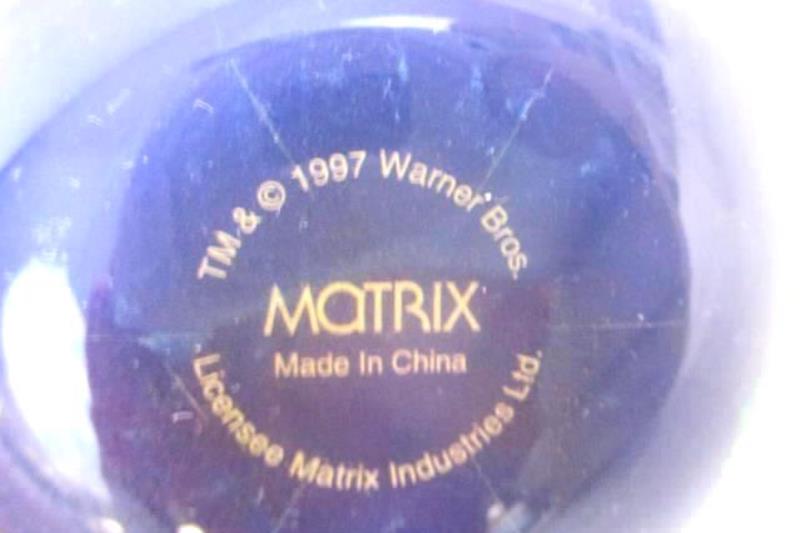 TM & © 1997 Warner Bros.
MATRIX
Made In China
Licensee Matrix Industries Ltd.